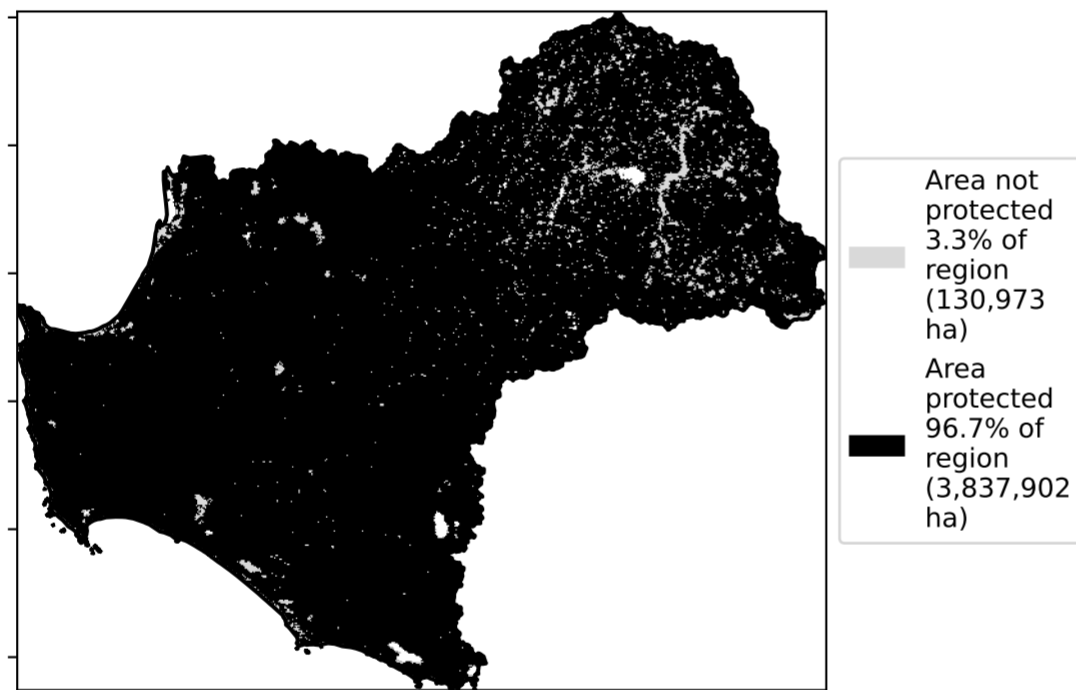 Area not
protected
3.3% of
region
(130,973
ha)
Area
protected
96.7% of
region
(3,837,902
ha)